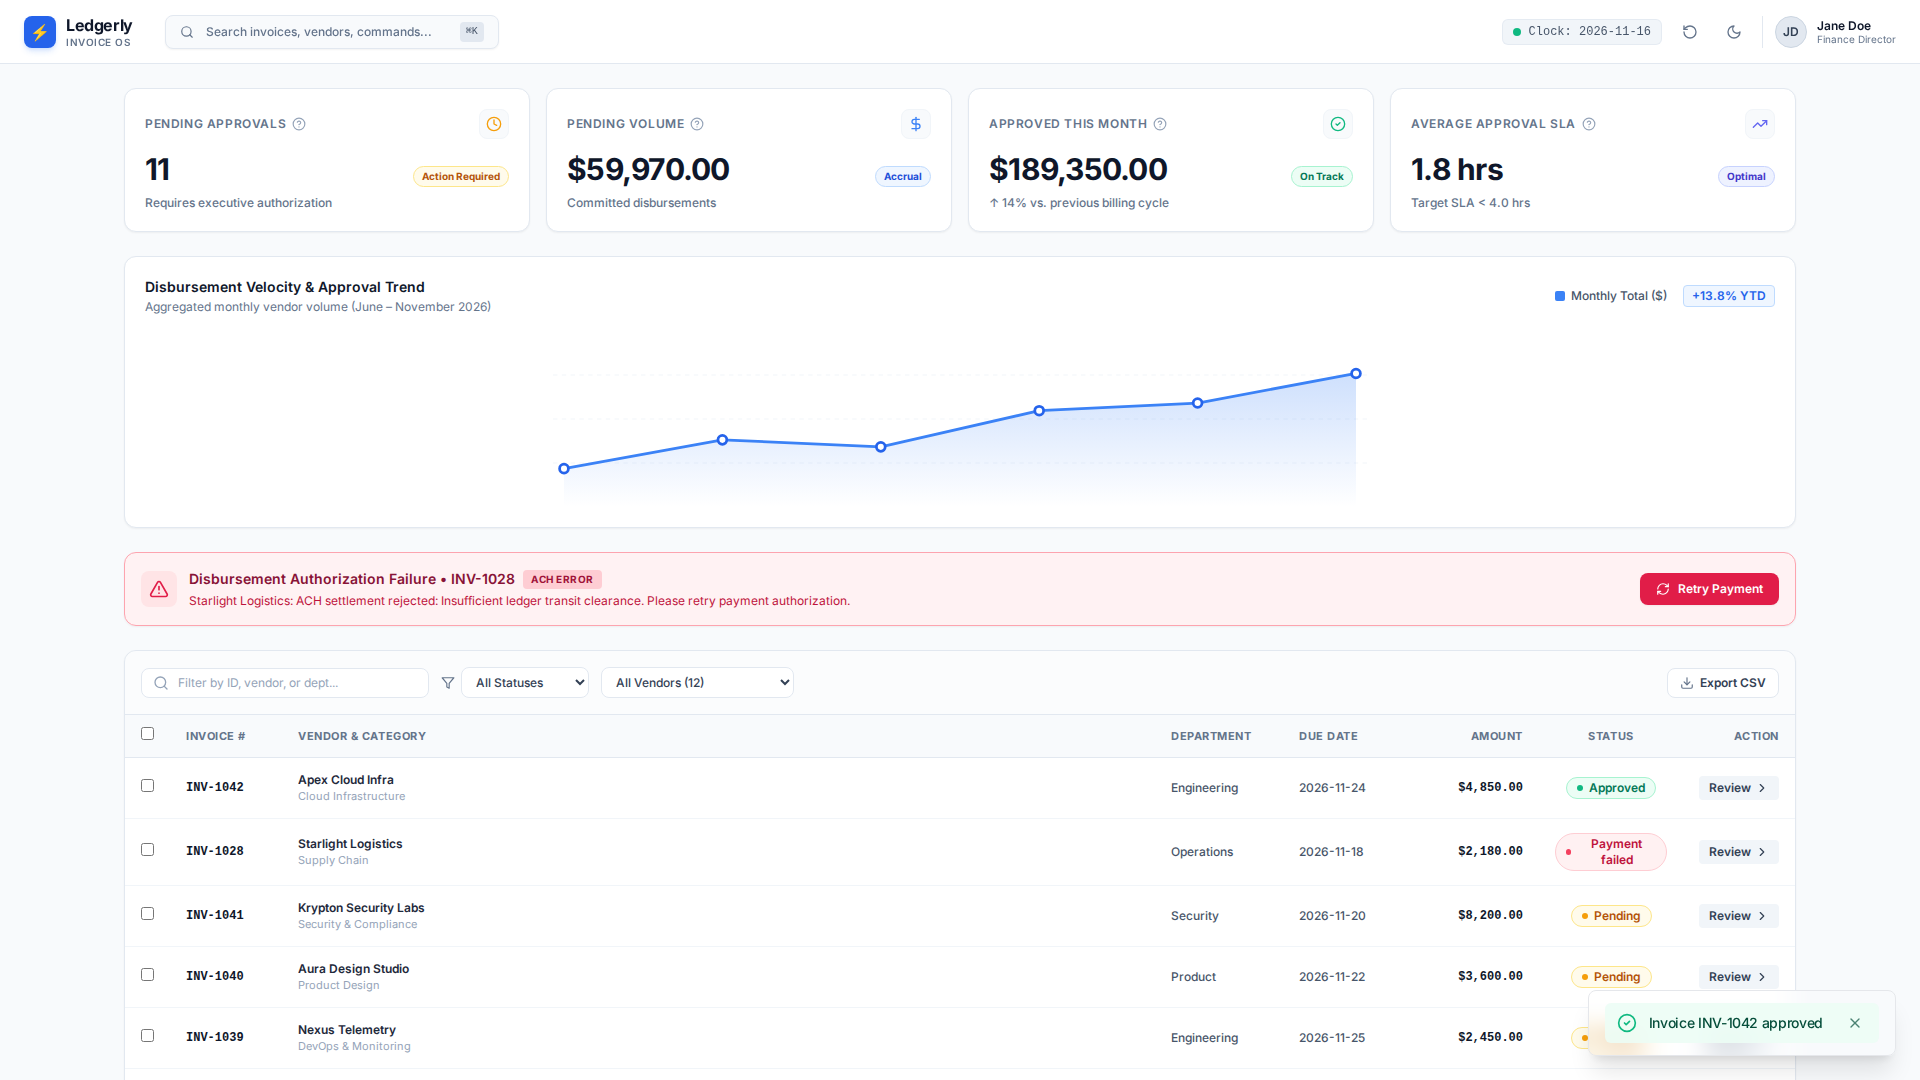 Ledgerly
INVOICE OS
Search invoices, vendors, commands...
⌘K
Clock: 2026-11-16
JD
Jane Doe
Finance Director
PENDING APPROVALS
11
Action Required
Requires executive authorization
PENDING VOLUME
$59,970.00
Accrual
Committed disbursements
APPROVED THIS MONTH
$189,350.00
On Track
↑ 14% vs. previous billing cycle
AVERAGE APPROVAL SLA
1.8 hrs
Optimal
Target SLA < 4.0 hrs
Disbursement Velocity & Approval Trend
Aggregated monthly vendor volume (June – November 2026)
Monthly Total ($)
+13.8% YTD
Disbursement Authorization Failure • INV-1028
ACH ERROR
Starlight Logistics: ACH settlement rejected: Insufficient ledger transit clearance. Please retry payment authorization.
Retry Payment
Filter by ID, vendor, or dept...
All Statuses
All Vendors (12)
Export CSV
INVOICE # VENDOR & CATEGORY DEPARTMENT DUE DATE AMOUNT STATUS ACTION
INV-1042 Apex Cloud Infra Engineering 2026-11-24 $4,850.00 Approved Review
Cloud Infrastructure
INV-1028 Starlight Logistics Operations 2026-11-18 $2,180.00 Payment failed Review
Supply Chain
INV-1041 Krypton Security Labs Security 2026-11-20 $8,200.00 Pending Review
Security & Compliance
INV-1040 Aura Design Studio Product 2026-11-22 $3,600.00 Pending Review
Product Design
INV-1039 Nexus Telemetry Engineering 2026-11-25 $2,450.00
DevOps & Monitoring
Invoice INV-1042 approved